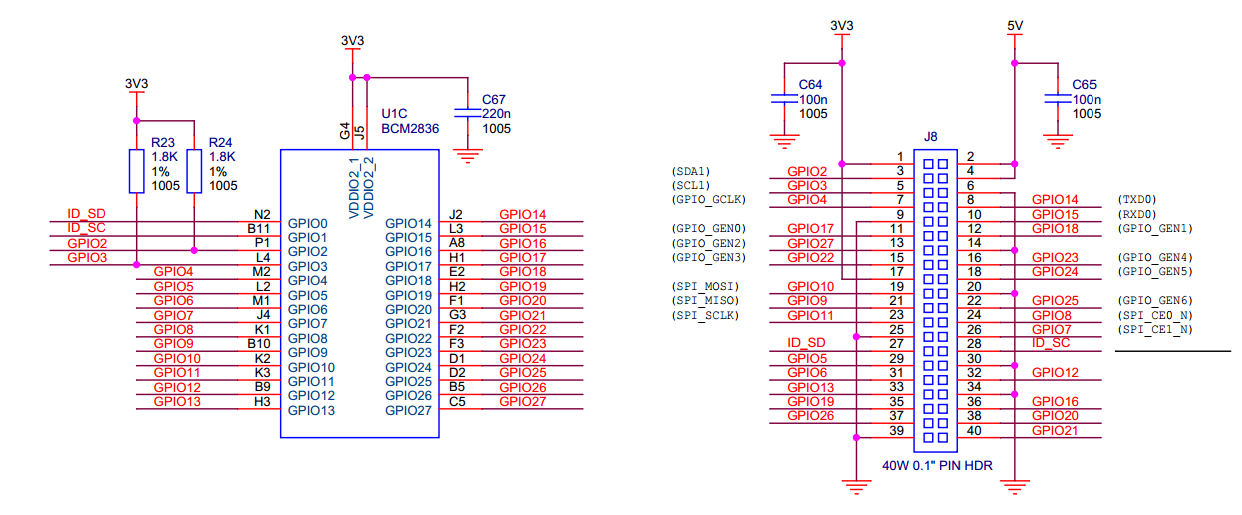 3V3
3V3
R23
1.8K
1%
1005
R24
1.8K
1%
1005
G4
J5
U1C
BCM2836
C67
220n
1005
VDDIO2_1
VDDIO2_2
ID_SD N2 GPIO0 GPIO14 J2 GPIO14
ID_SC B11 GPIO1 GPIO15 L3 GPIO15
GPIO2 P1 GPIO2 GPIO16 A8 GPIO16
GPIO3 L4 GPIO3 GPIO17 H1 GPIO17
GPIO4 M2 GPIO4 GPIO18 E2 GPIO18
GPIO5 L2 GPIO5 GPIO19 H2 GPIO19
GPIO6 M1 GPIO6 GPIO20 F1 GPIO20
GPIO7 J4 GPIO7 GPIO21 G3 GPIO21
GPIO8 K1 GPIO8 GPIO22 F2 GPIO22
GPIO9 B10 GPIO9 GPIO23 F3 GPIO23
GPIO10 K2 GPIO10 GPIO24 D1 GPIO24
GPIO11 K3 GPIO11 GPIO25 D2 GPIO25
GPIO12 B9 GPIO12 GPIO26 B5 GPIO26
GPIO13 H3 GPIO13 GPIO27 C5 GPIO27
3V3
5V
C64
100n
1005
C65
100n
1005
J8
1 2
(SDA1) GPIO2 3 4
(SCL1) GPIO3 5 6
(GPIO_GCLK) GPIO4 7 8 GPIO14 (TXD0)
9 10 GPIO15 (RXD0)
(GPIO_GEN0) GPIO17 11 12 GPIO18 (GPIO_GEN1)
(GPIO_GEN2) GPIO27 13 14
(GPIO_GEN3) GPIO22 15 16 GPIO23 (GPIO_GEN4)
17 18 GPIO24 (GPIO_GEN5)
(SPI_MOSI) GPIO10 19 20
(SPI_MISO) GPIO9 21 22 GPIO25 (GPIO_GEN6)
(SPI_SCLK) GPIO11 23 24 GPIO8 (SPI_CE0_N)
25 26 GPIO7 (SPI_CE1_N)
ID_SD 27 28 ID_SC
GPIO5 29 30
GPIO6 31 32 GPIO12
GPIO13 33 34
GPIO19 35 36 GPIO16
GPIO26 37 38 GPIO20
39 40 GPIO21
40W 0.1" PIN HDR